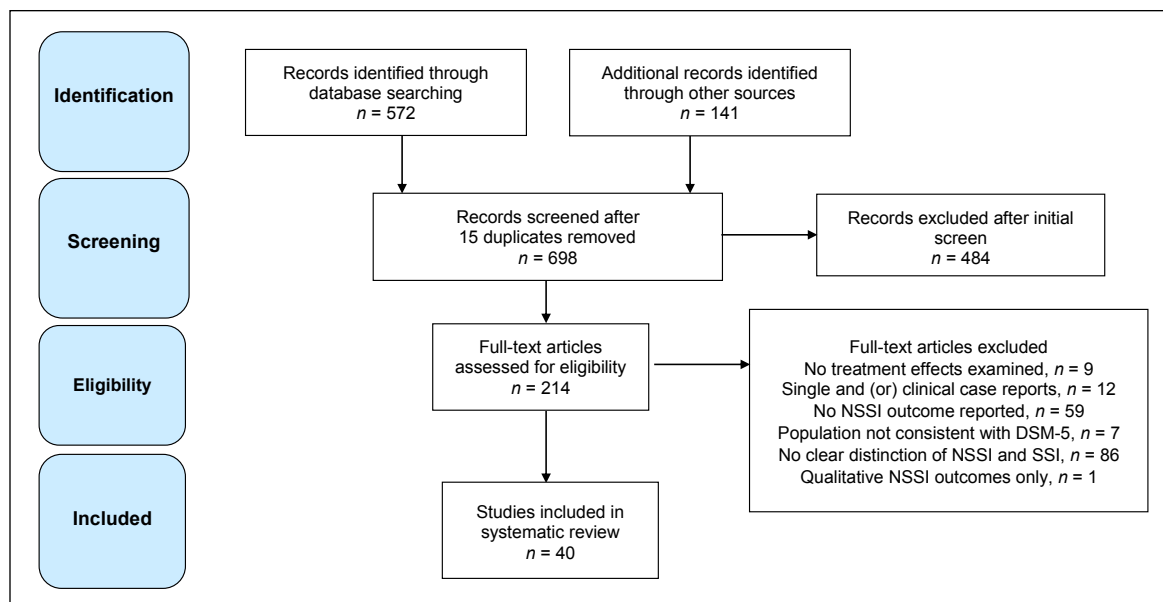 Identification
Records identified through
database searching
n = 572
Additional records identified
through other sources
n = 141
Screening
Records screened after
15 duplicates removed
n = 698
Records excluded after initial
screen
n = 484
Eligibility
Full-text articles
assessed for eligibility
n = 214
Full-text articles excluded
No treatment effects examined, n = 9
Single and (or) clinical case reports, n = 12
No NSSI outcome reported, n = 59
Population not consistent with DSM-5, n = 7
No clear distinction of NSSI and SSI, n = 86
Qualitative NSSI outcomes only, n = 1
Included
Studies included in
systematic review
n = 40